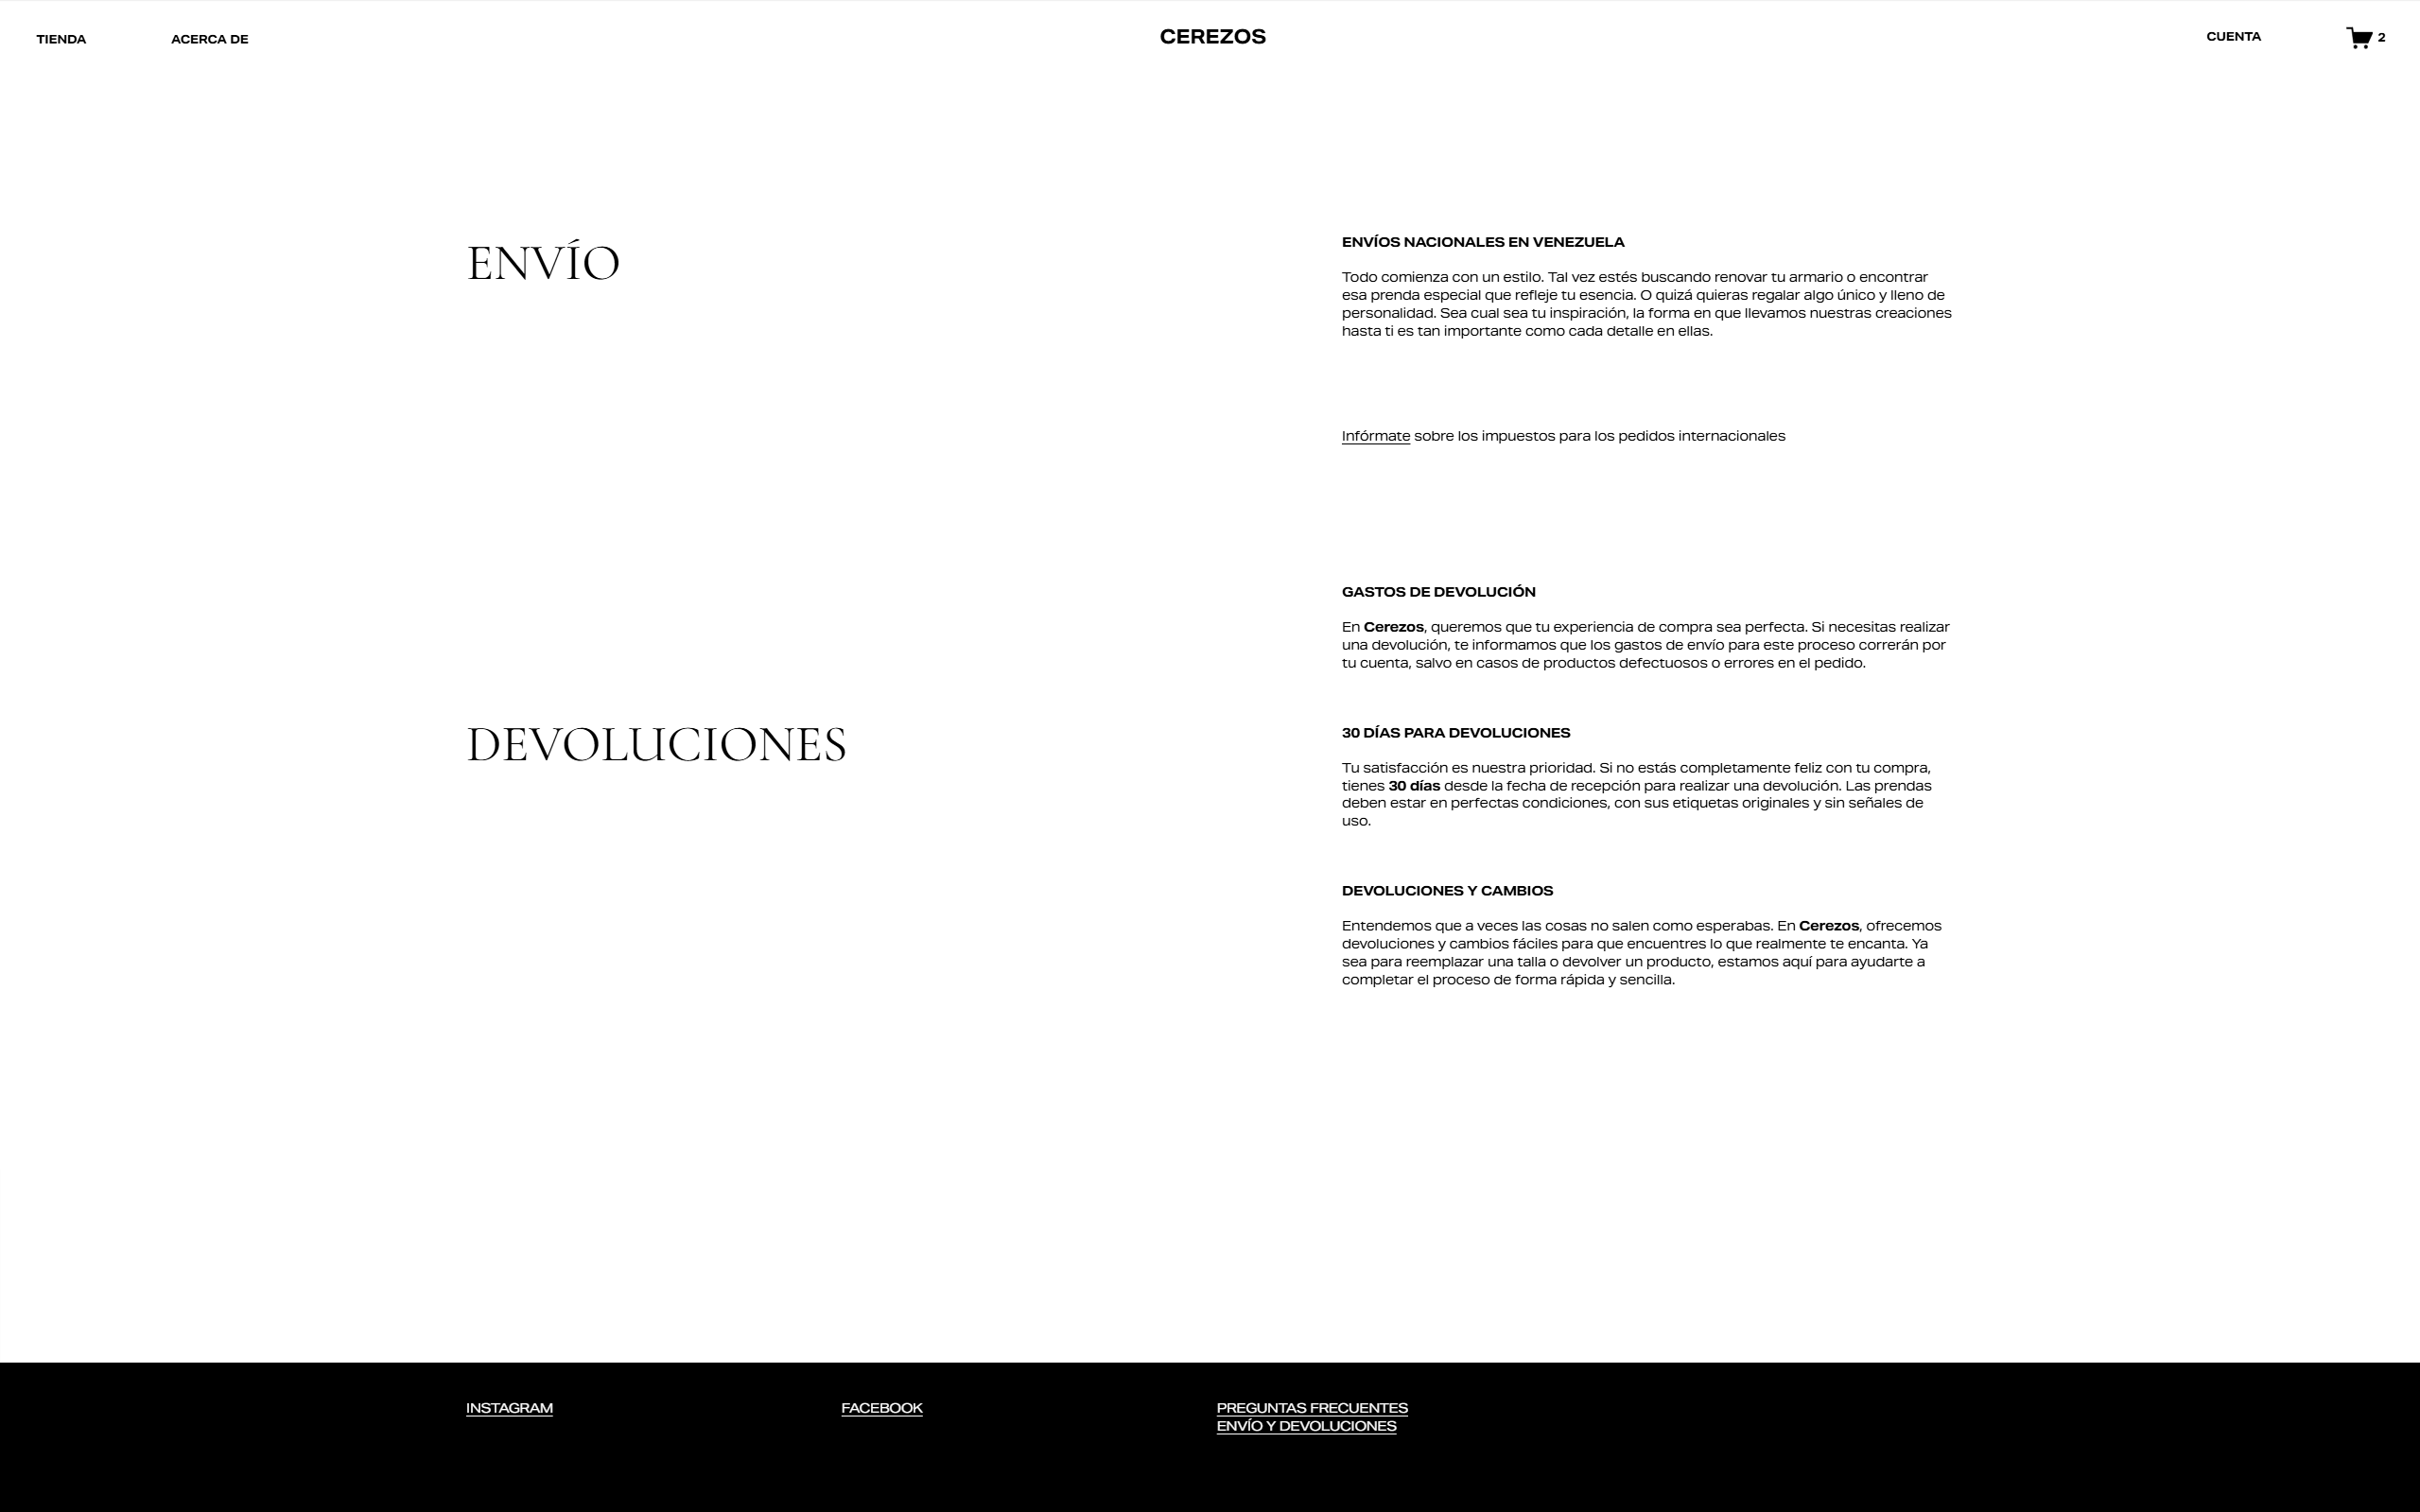 TIENDA
ACERCA DE
CEREZOS
CUENTA
2
ENVÍO
ENVÍOS NACIONALES EN VENEZUELA
Todo comienza con un estilo. Tal vez estés buscando renovar tu armario o encontrar
esa prenda especial que refleje tu esencia. O quizá quieras regalar algo único y lleno de
personalidad. Sea cual sea tu inspiración, la forma en que llevamos nuestras creaciones
hasta ti es tan importante como cada detalle en ellas.
Infórmate sobre los impuestos para los pedidos internacionales
GASTOS DE DEVOLUCIÓN
En Cerezos, queremos que tu experiencia de compra sea perfecta. Si necesitas realizar
una devolución, te informamos que los gastos de envío para este proceso correrán por
tu cuenta, salvo en casos de productos defectuosos o errores en el pedido.
DEVOLUCIONES
30 DÍAS PARA DEVOLUCIONES
Tu satisfacción es nuestra prioridad. Si no estás completamente feliz con tu compra,
tienes 30 días desde la fecha de recepción para realizar una devolución. Las prendas
deben estar en perfectas condiciones, con sus etiquetas originales y sin señales de
uso.
DEVOLUCIONES Y CAMBIOS
Entendemos que a veces las cosas no salen como esperabas. En Cerezos, ofrecemos
devoluciones y cambios fáciles para que encuentres lo que realmente te encanta. Ya
sea para reemplazar una talla o devolver un producto, estamos aquí para ayudarte a
completar el proceso de forma rápida y sencilla.
INSTAGRAM
FACEBOOK
PREGUNTAS FRECUENTES
ENVÍO Y DEVOLUCIONES